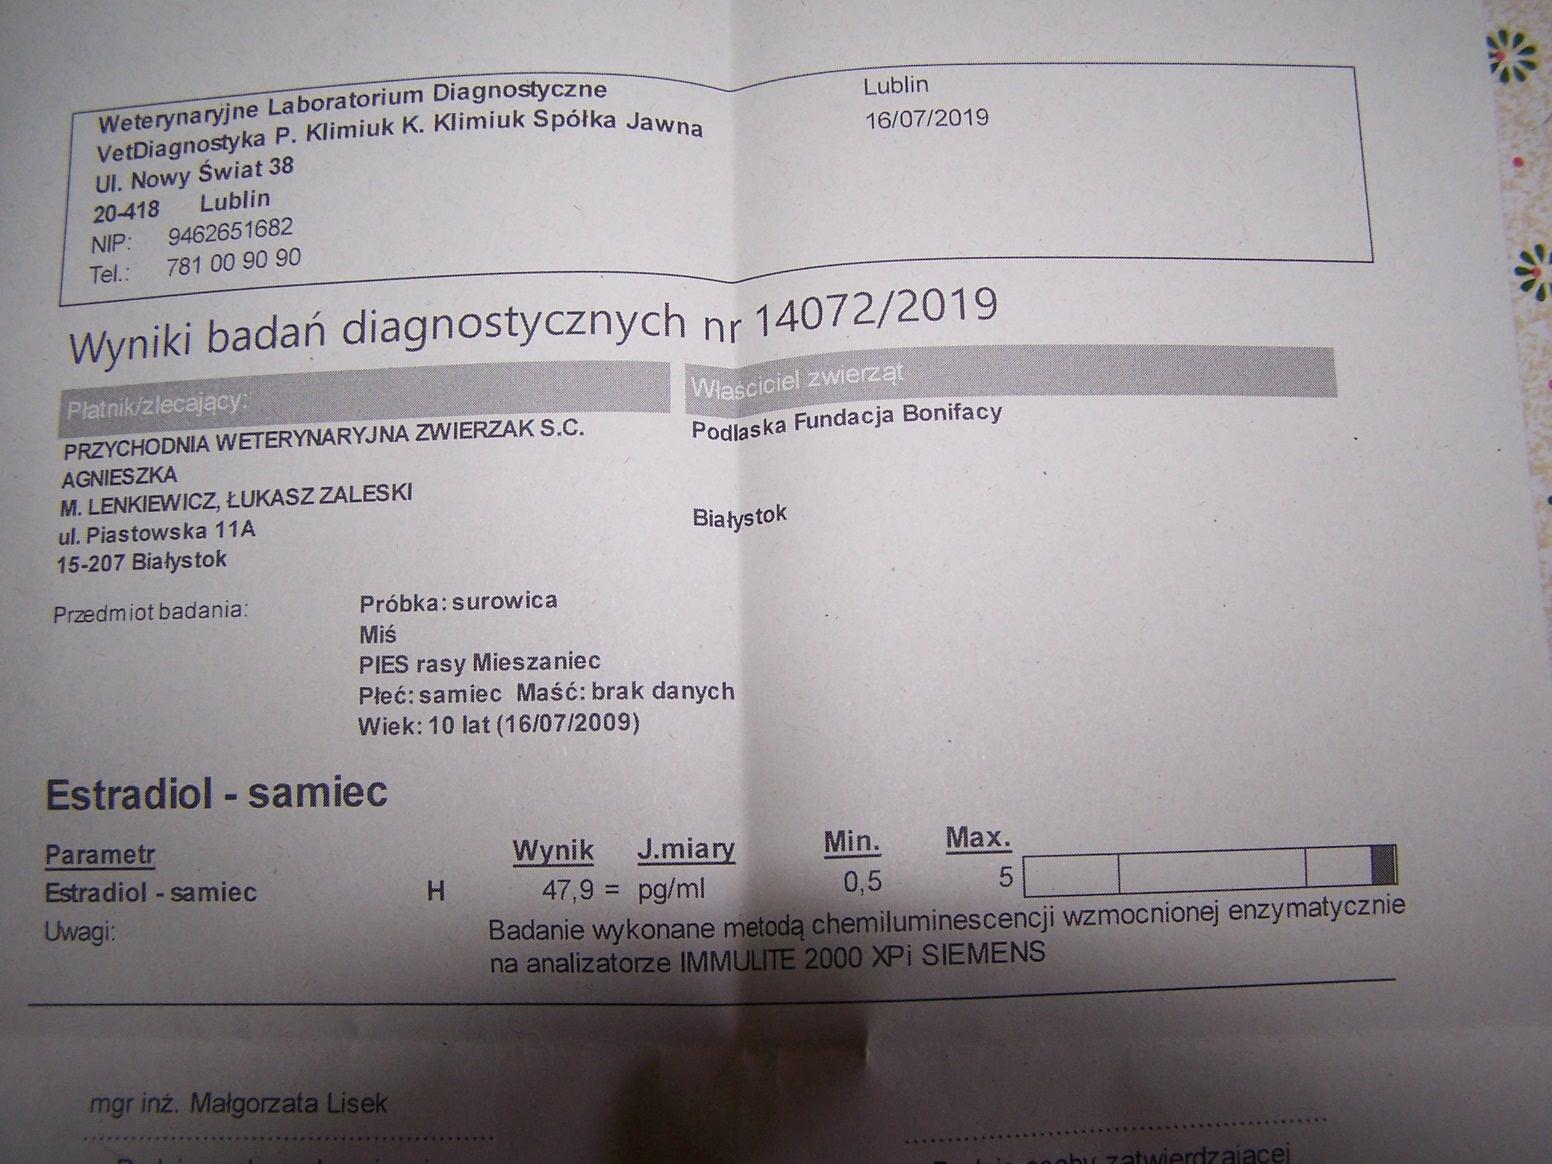 Weterynaryjne Laboratorium Diagnostyczne
VetDiagnostyka P. Klimiuk K. Klimiuk Spółka Jawna
Ul. Nowy Świat 38
20-418 Lublin
NIP: 9462651682
Tel.: 781 00 90 90
Lublin
16/07/2019
Wyniki badań diagnostycznych nr 14072/2019
Płatnik/zlecający:
PRZYCHODNIA WETERYNARYJNA ZWIERZAK S.C.
AGNIESZKA
M. LENKIEWICZ, ŁUKASZ ZALESKI
ul. Piastowska 11A
15-207 Białystok
Właściciel zwierząt
Podlaska Fundacja Bonifacy
Białystok
Przedmiot badania:
Próbka: surowica
Miś
PIES rasy Mieszaniec
Płeć: samiec Maść: brak danych
Wiek: 10 lat (16/07/2009)
Estradiol - samiec
Parametr Wynik J.miary Min. Max.
Estradiol - samiec H 47,9 = pg/ml 0,5 5
Uwagi: Badanie wykonane metodą chemiluminescencji wzmocnionej enzymatycznie
na analizatorze IMMULITE 2000 XPi SIEMENS
mgr inż. Małgorzata Lisek
osoby zatwierdzającej